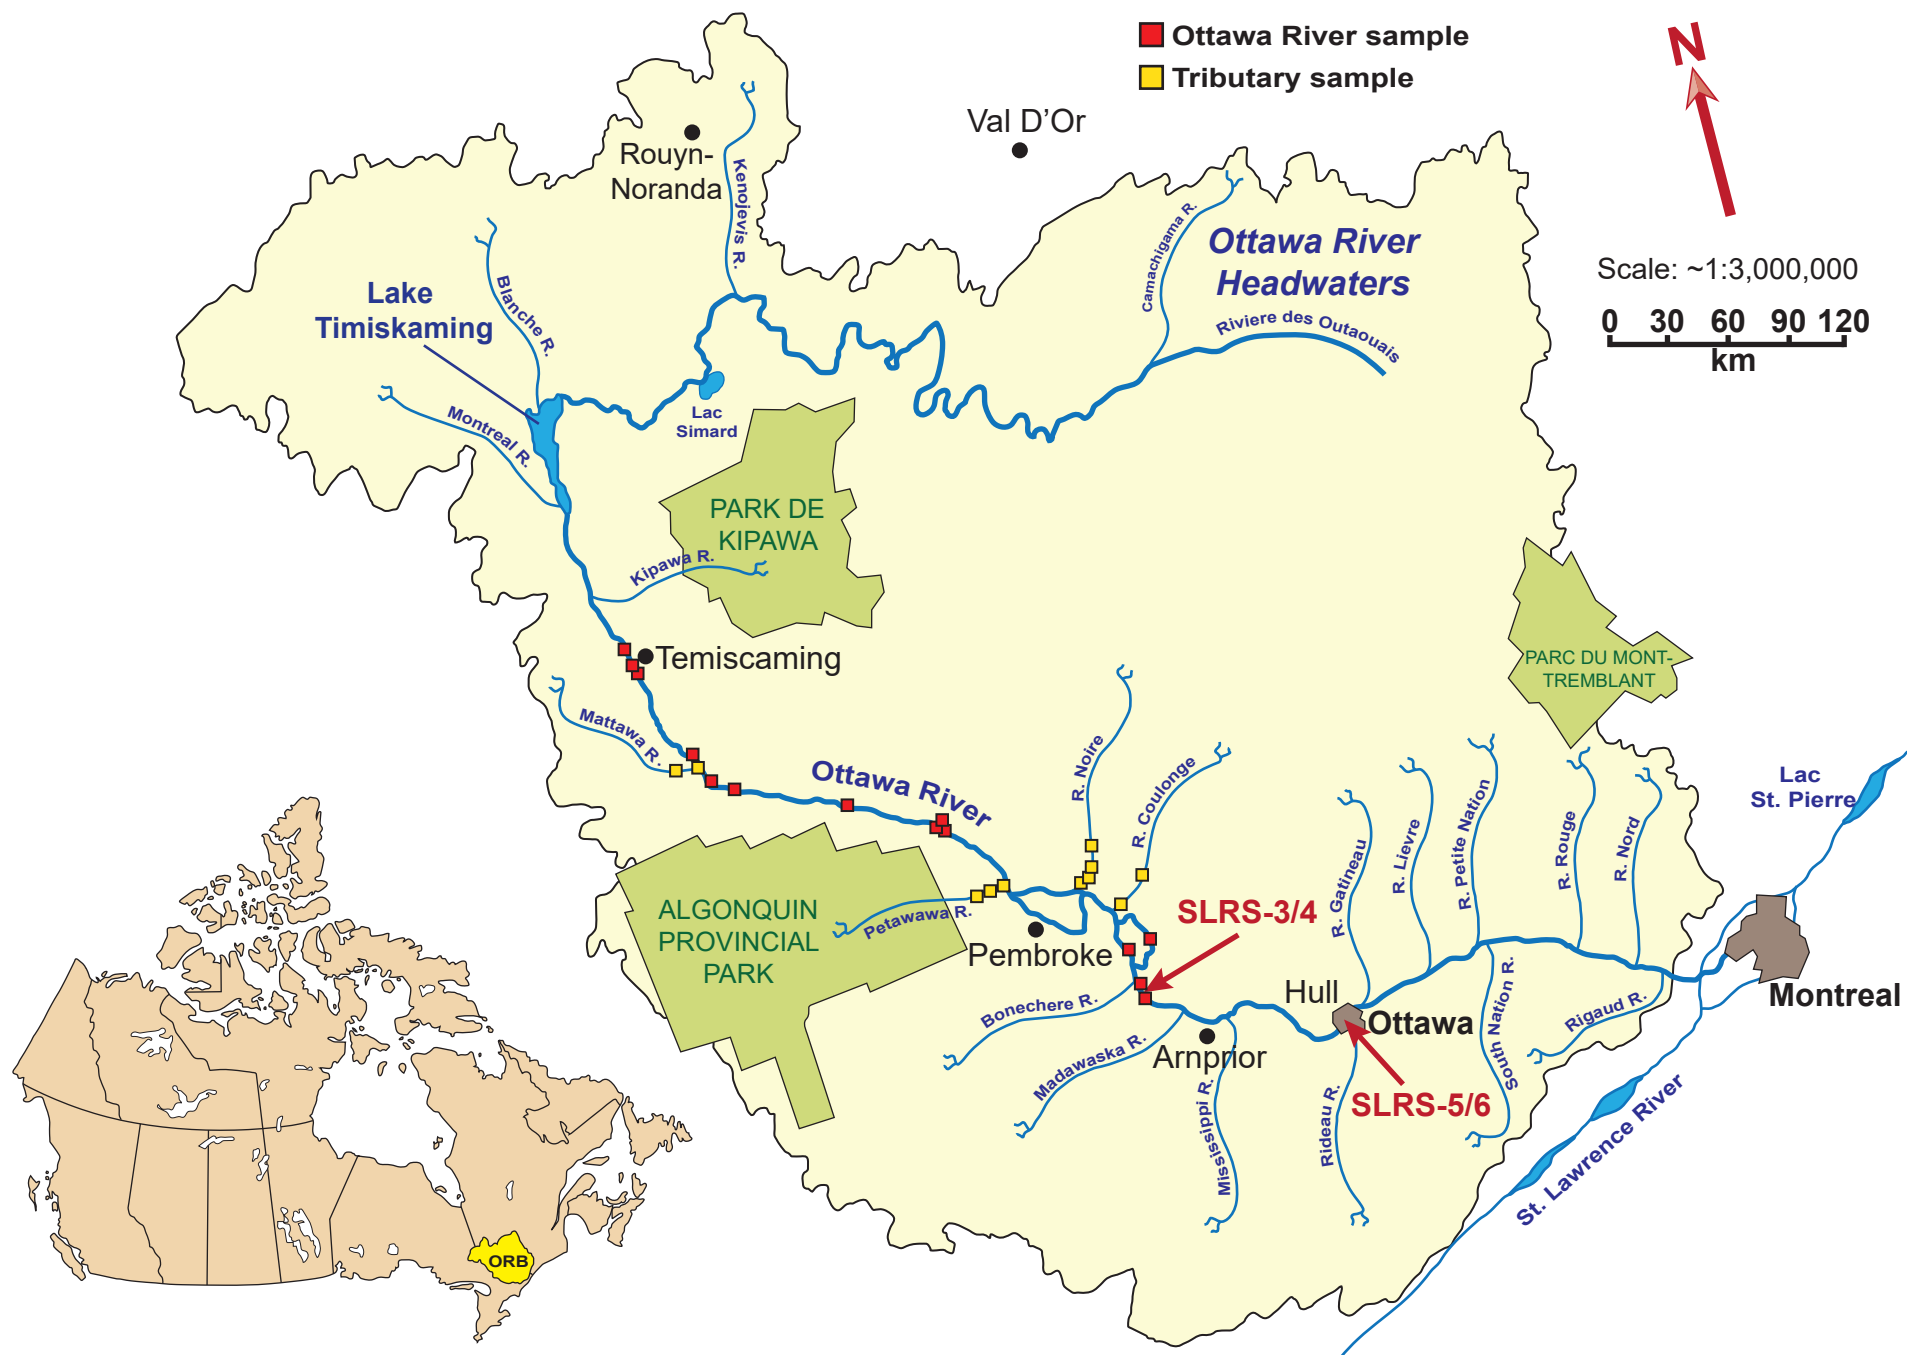 Ottawa River sample
Tributary sample
N
Val D'Or
Rouyn-
Noranda
Kenojevis R.
Camachigama R.
Ottawa River
Headwaters
Riviere des Outaouais
Scale: ~1:3,000,000
0 30 60 90 120
km
Lake
Timiskaming
Blanche R.
Montreal R.
Lac
Simard
PARK DE
KIPAWA
Kipawa R.
Temiscaming
PARC DU MONT-
TREMBLANT
Mattawa R.
Ottawa River
R. Noire
R. Coulonge
R. Gatineau
R. Lievre
R. Petite Nation
R. Rouge
R. Nord
Lac
St. Pierre
ALGONQUIN
PROVINCIAL
PARK
Petawawa R.
Pembroke
SLRS-3/4
Bonechere R.
Madawaska R.
Arnprior
Mississippi R.
Hull
Ottawa
SLRS-5/6
Rideau R.
South Nation R.
Rigaud R.
Montreal
St. Lawrence River
ORB